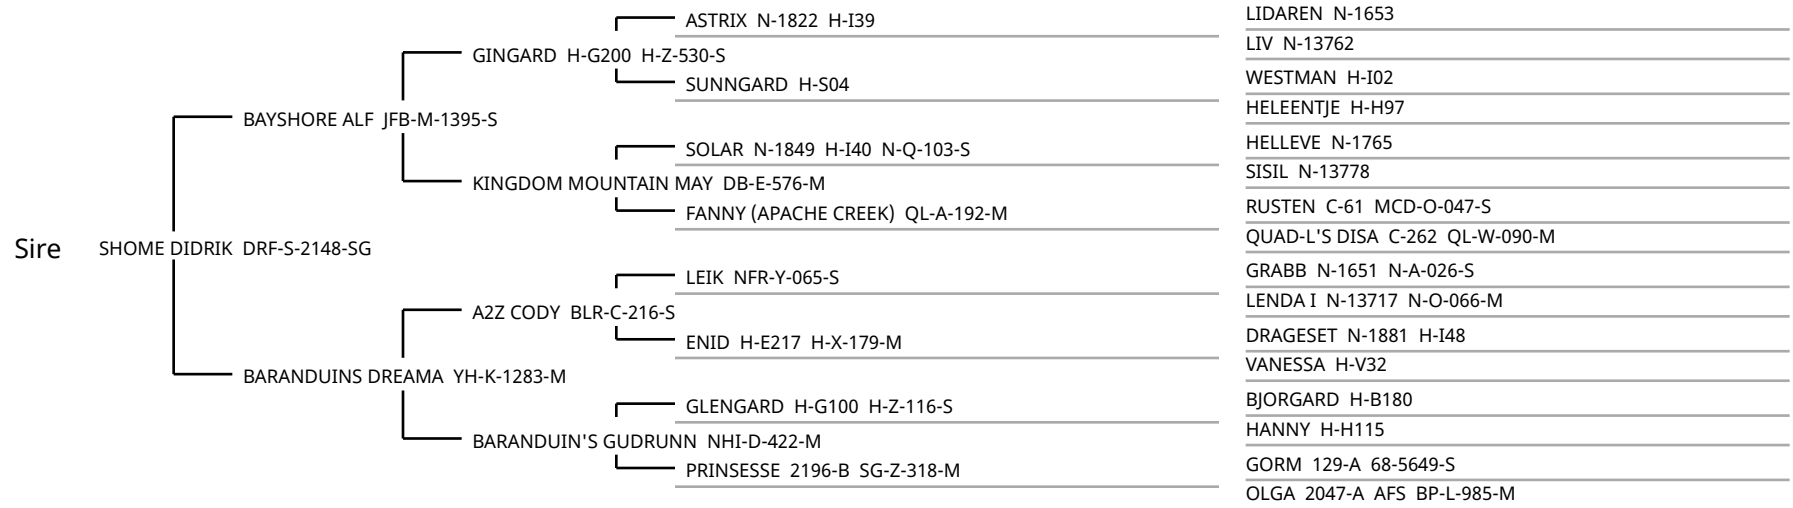 Sire
SHOME DIDRIK DRF-S-2148-SG
BAYSHORE ALF JFB-M-1395-S
BARANDUINS DREAMA YH-K-1283-M
GINGARD H-G200 H-Z-530-S
KINGDOM MOUNTAIN MAY DB-E-576-M
A2Z CODY BLR-C-216-S
BARANDUIN'S GUDRUNN NHI-D-422-M
ASTRIX N-1822 H-I39
SUNNGARD H-S04
SOLAR N-1849 H-I40 N-Q-103-S
FANNY (APACHE CREEK) QL-A-192-M
LEIK NFR-Y-065-S
ENID H-E217 H-X-179-M
GLENGARD H-G100 H-Z-116-S
PRINSESSE 2196-B SG-Z-318-M
LIDAREN N-1653
LIV N-13762
WESTMAN H-I02
HELEENTJE H-H97
HELLEVE N-1765
SISIL N-13778
RUSTEN C-61 MCD-O-047-S
QUAD-L'S DISA C-262 QL-W-090-M
GRABB N-1651 N-A-026-S
LENDA I N-13717 N-O-066-M
DRAGESET N-1881 H-I48
VANESSA H-V32
BJORGARD H-B180
HANNY H-H115
GORM 129-A 68-5649-S
OLGA 2047-A AFS BP-L-985-M